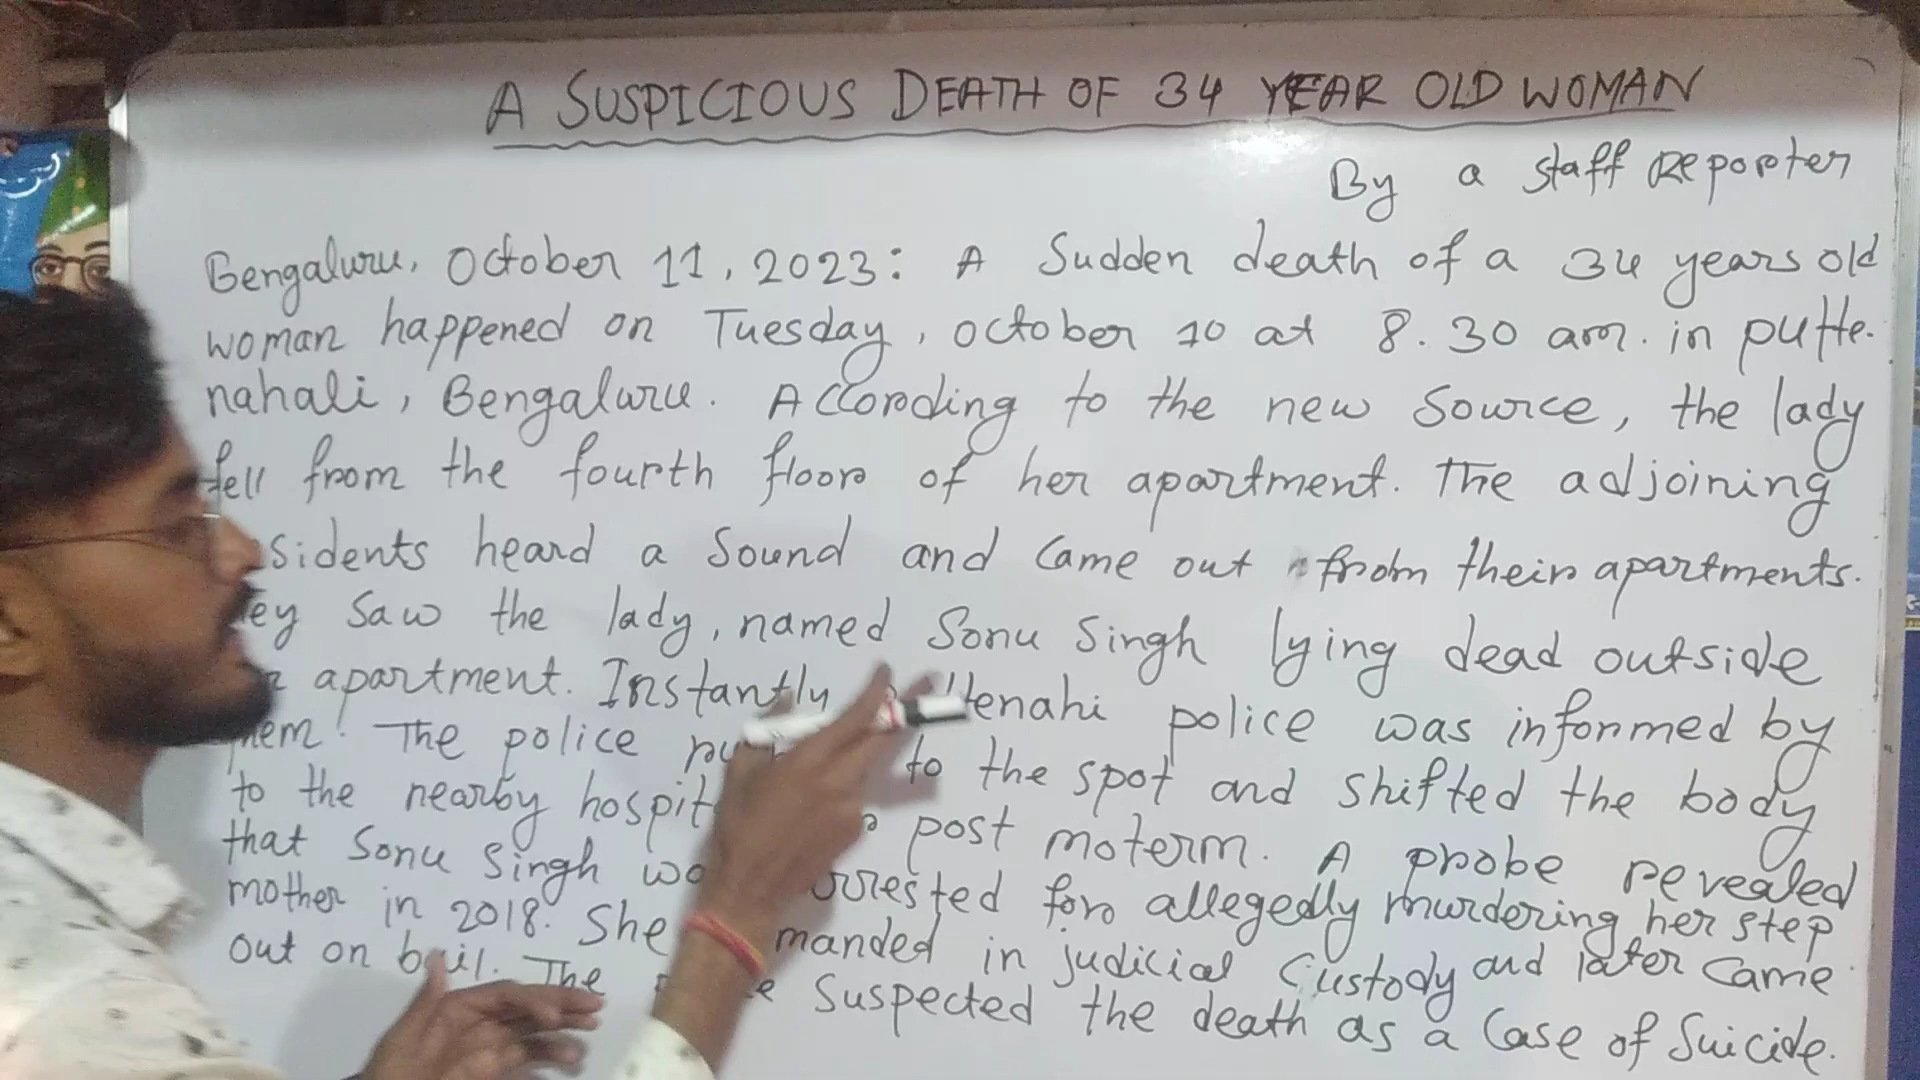 A SUSPICIOUS DEATH OF 34 YEAR OLD WOMAN
By a staff Reporter
Bengaluru, October 11, 2023: A Sudden death of a 34 years old
woman happened on Tuesday, october 10 at 8.30 am. in putte-
nahali, Bengaluru. According to the new Source, the lady
fell from the fourth floor of her apartment. The adjoining
sidents heard a Sound and Came out from their apartments.
ey Saw the lady, named Sonu Singh lying dead outside
apartment. Instantly ttenahi police was informed by
hem. The police to the spot and Shifted the body
to the nearby hospit post moterm. A probe revealed
that Sonu Singh wa rrested for allegedly murdering her step
mother in 2018. She manded in judicial Custody and later Came
out on bail. The e Suspected the death as a Case of Suicide.